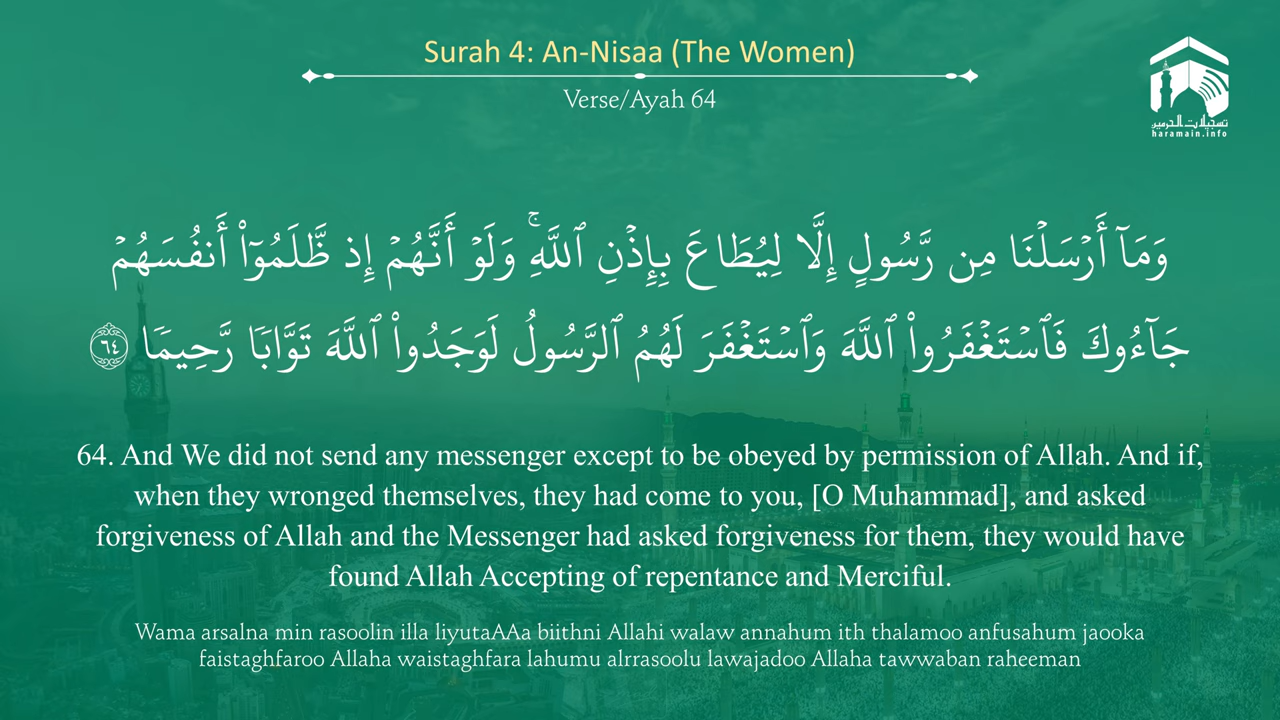 Surah 4: An-Nisaa (The Women)
Verse/Ayah 64
تسجيلات الحرمين
haramain.info
وَمَآ أَرۡسَلۡنَا مِن رَّسُولٍ إِلَّا لِيُطَاعَ بِإِذۡنِ ٱللَّهِۚ وَلَوۡ أَنَّهُمۡ إِذ ظَّلَمُوٓاْ أَنفُسَهُمۡ
جَآءُوكَ فَٱسۡتَغۡفَرُواْ ٱللَّهَ وَٱسۡتَغۡفَرَ لَهُمُ ٱلرَّسُولُ لَوَجَدُواْ ٱللَّهَ تَوَّابٗا رَّحِيمٗا ٦٤
64. And We did not send any messenger except to be obeyed by permission of Allah. And if,
when they wronged themselves, they had come to you, [O Muhammad], and asked
forgiveness of Allah and the Messenger had asked forgiveness for them, they would have
found Allah Accepting of repentance and Merciful.
Wama arsalna min rasoolin illa liyutaAAa biithni Allahi walaw annahum ith thalamoo anfusahum jaooka
faistaghfaroo Allaha waistaghfara lahumu alrrasoolu lawajadoo Allaha tawwaban raheeman